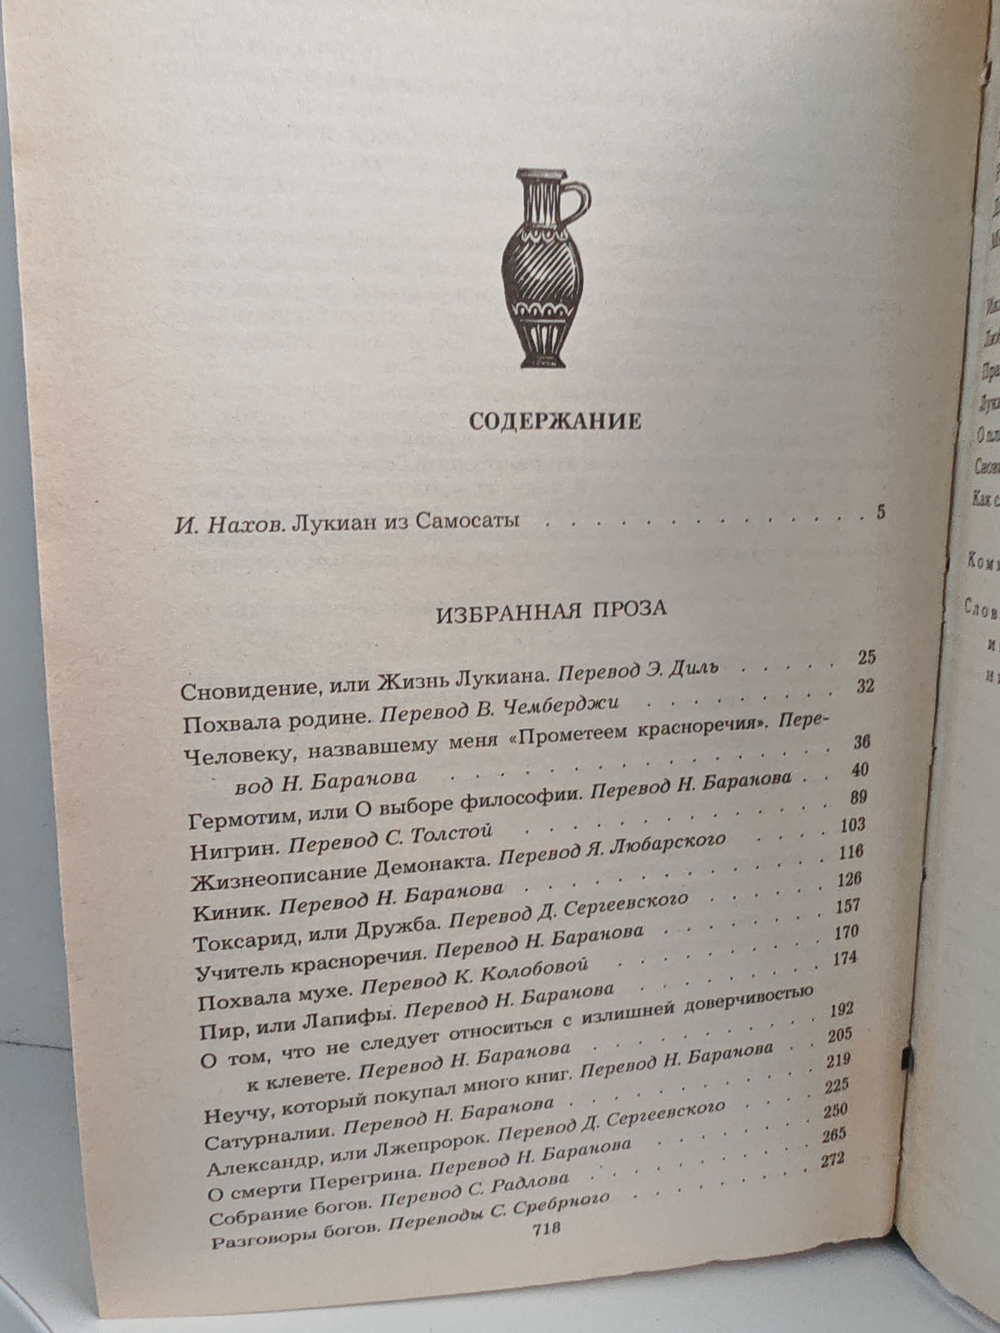 СОДЕРЖАНИЕ
И. Нахов. Лукиан из Самосаты . . . . . . . . . . . . . . 5
ИЗБРАННАЯ ПРОЗА
Сновидение, или Жизнь Лукиана. Перевод Э. Диль . . . . . 25
Похвала родине. Перевод В. Чемберджи . . . . . . . 32
Человеку, назвавшему меня «Прометеем красноречия». Пере-
вод Н. Баранова . . . . . . . . . . . . . . 36
Гермотим, или О выборе философии. Перевод Н. Баранова . . 40
Нигрин. Перевод С. Толстой . . . . . . . . . . . 89
Жизнеописание Демонакта. Перевод Я. Любарского . . . . 103
Киник. Перевод Н. Баранова . . . . . . . . . . . 116
Токсарид, или Дружба. Перевод Д. Сергеевского . . . . . 126
Учитель красноречия. Перевод Н. Баранова . . . . . . . 157
Похвала мухе. Перевод К. Колобовой . . . . . . . . 170
Пир, или Лапифы. Перевод Н. Баранова . . . . . . . 174
О том, что не следует относиться с излишней доверчивостью
к клевете. Перевод Н. Баранова . . . . . . . . . 192
Неучу, который покупал много книг. Перевод Н. Баранова . . 205
Сатурналии. Перевод Н. Баранова . . . . . . . . . . 219
Александр, или Лжепророк. Перевод Д. Сергеевского . . . . 225
О смерти Перегрина. Перевод Н. Баранова . . . . . . 250
Собрание богов. Перевод С. Радлова . . . . . . . . . 265
Разговоры богов. Переводы С. Сребрного . . . . . . . 272
718
О
Как